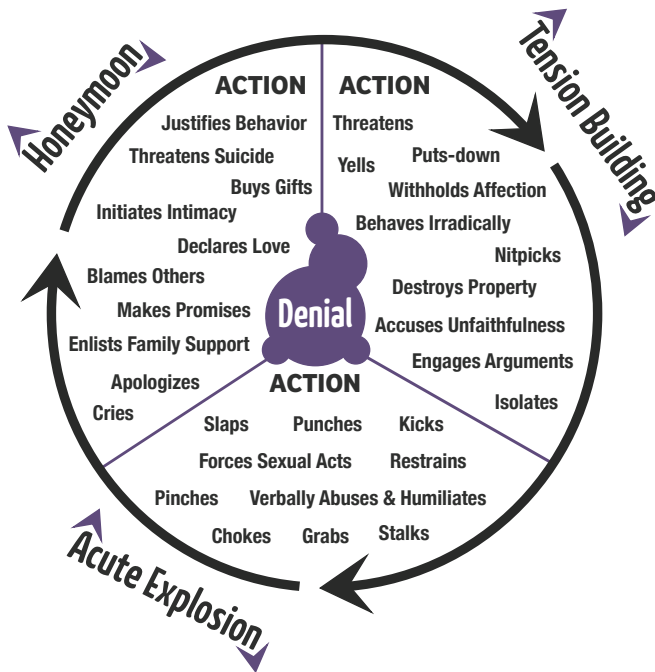 Honeymoon
ACTION
Justifies Behavior
Threatens Suicide
Buys Gifts
Initiates Intimacy
Declares Love
Blames Others
Makes Promises
Enlists Family Support
Apologizes
Cries
Tension Building
ACTION
Threatens
Yells
Puts-down
Withholds Affection
Behaves Irradically
Nitpicks
Destroys Property
Accuses Unfaithfulness
Engages Arguments
Isolates
Denial
ACTION
Slaps Punches Kicks
Forces Sexual Acts Restrains
Pinches Verbally Abuses & Humiliates
Chokes Grabs Stalks
Acute Explosion